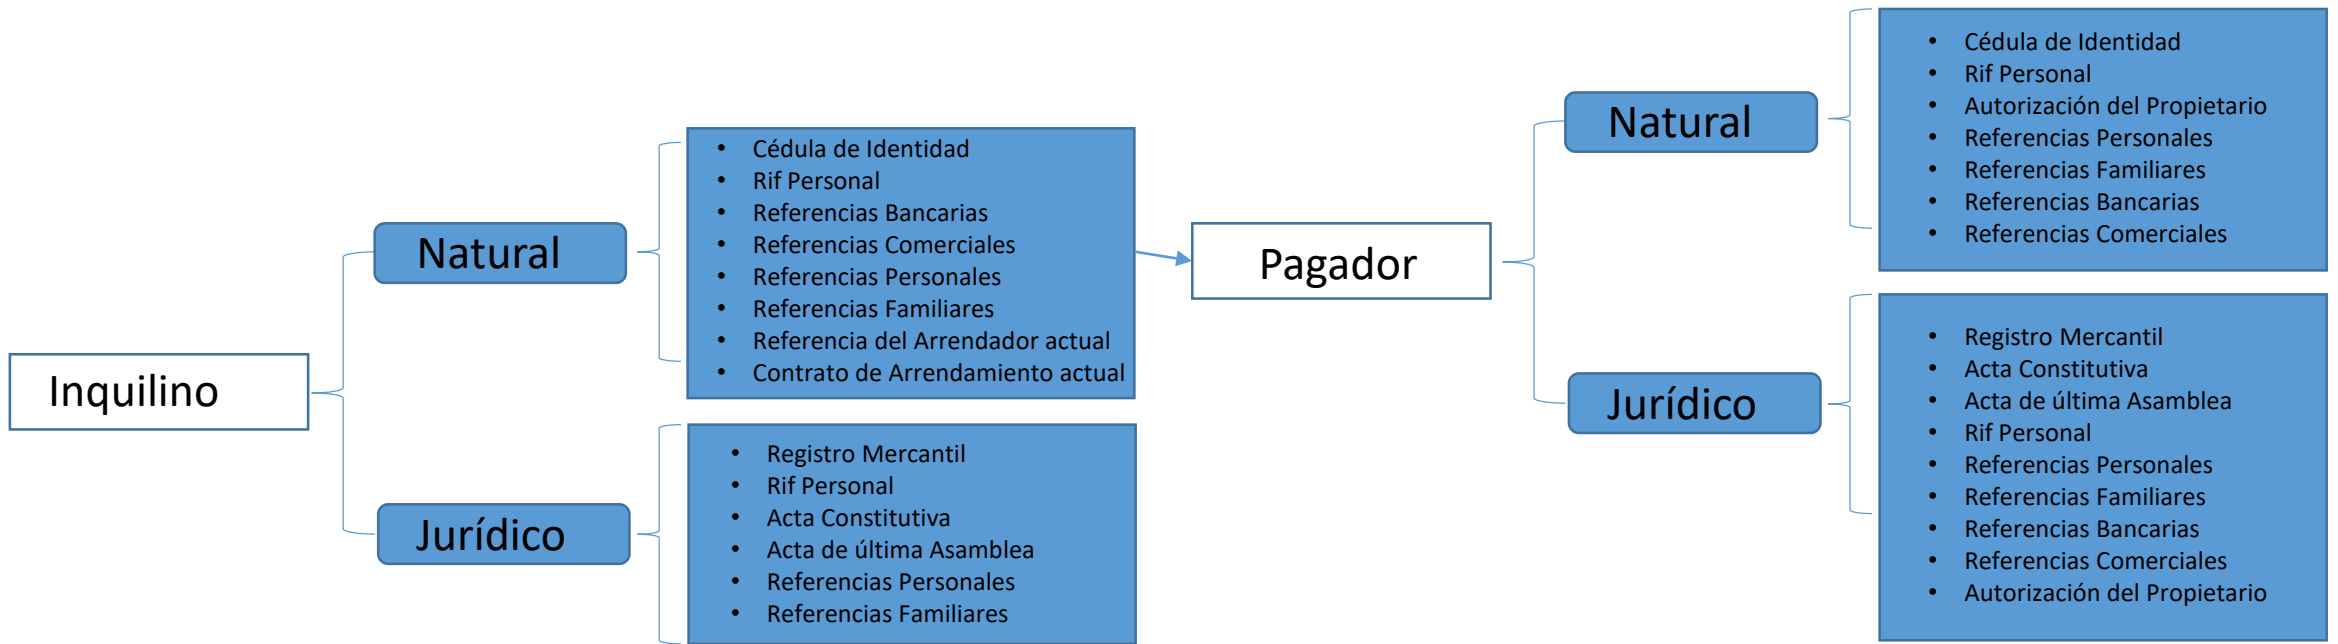 Inquilino
Natural
• Cédula de Identidad
• Rif Personal
• Referencias Bancarias
• Referencias Comerciales
• Referencias Personales
• Referencias Familiares
• Referencia del Arrendador actual
• Contrato de Arrendamiento actual
Jurídico
• Registro Mercantil
• Rif Personal
• Acta Constitutiva
• Acta de última Asamblea
• Referencias Personales
• Referencias Familiares
Pagador
Natural
• Cédula de Identidad
• Rif Personal
• Autorización del Propietario
• Referencias Personales
• Referencias Familiares
• Referencias Bancarias
• Referencias Comerciales
Jurídico
• Registro Mercantil
• Acta Constitutiva
• Acta de última Asamblea
• Rif Personal
• Referencias Personales
• Referencias Familiares
• Referencias Bancarias
• Referencias Comerciales
• Autorización del Propietario